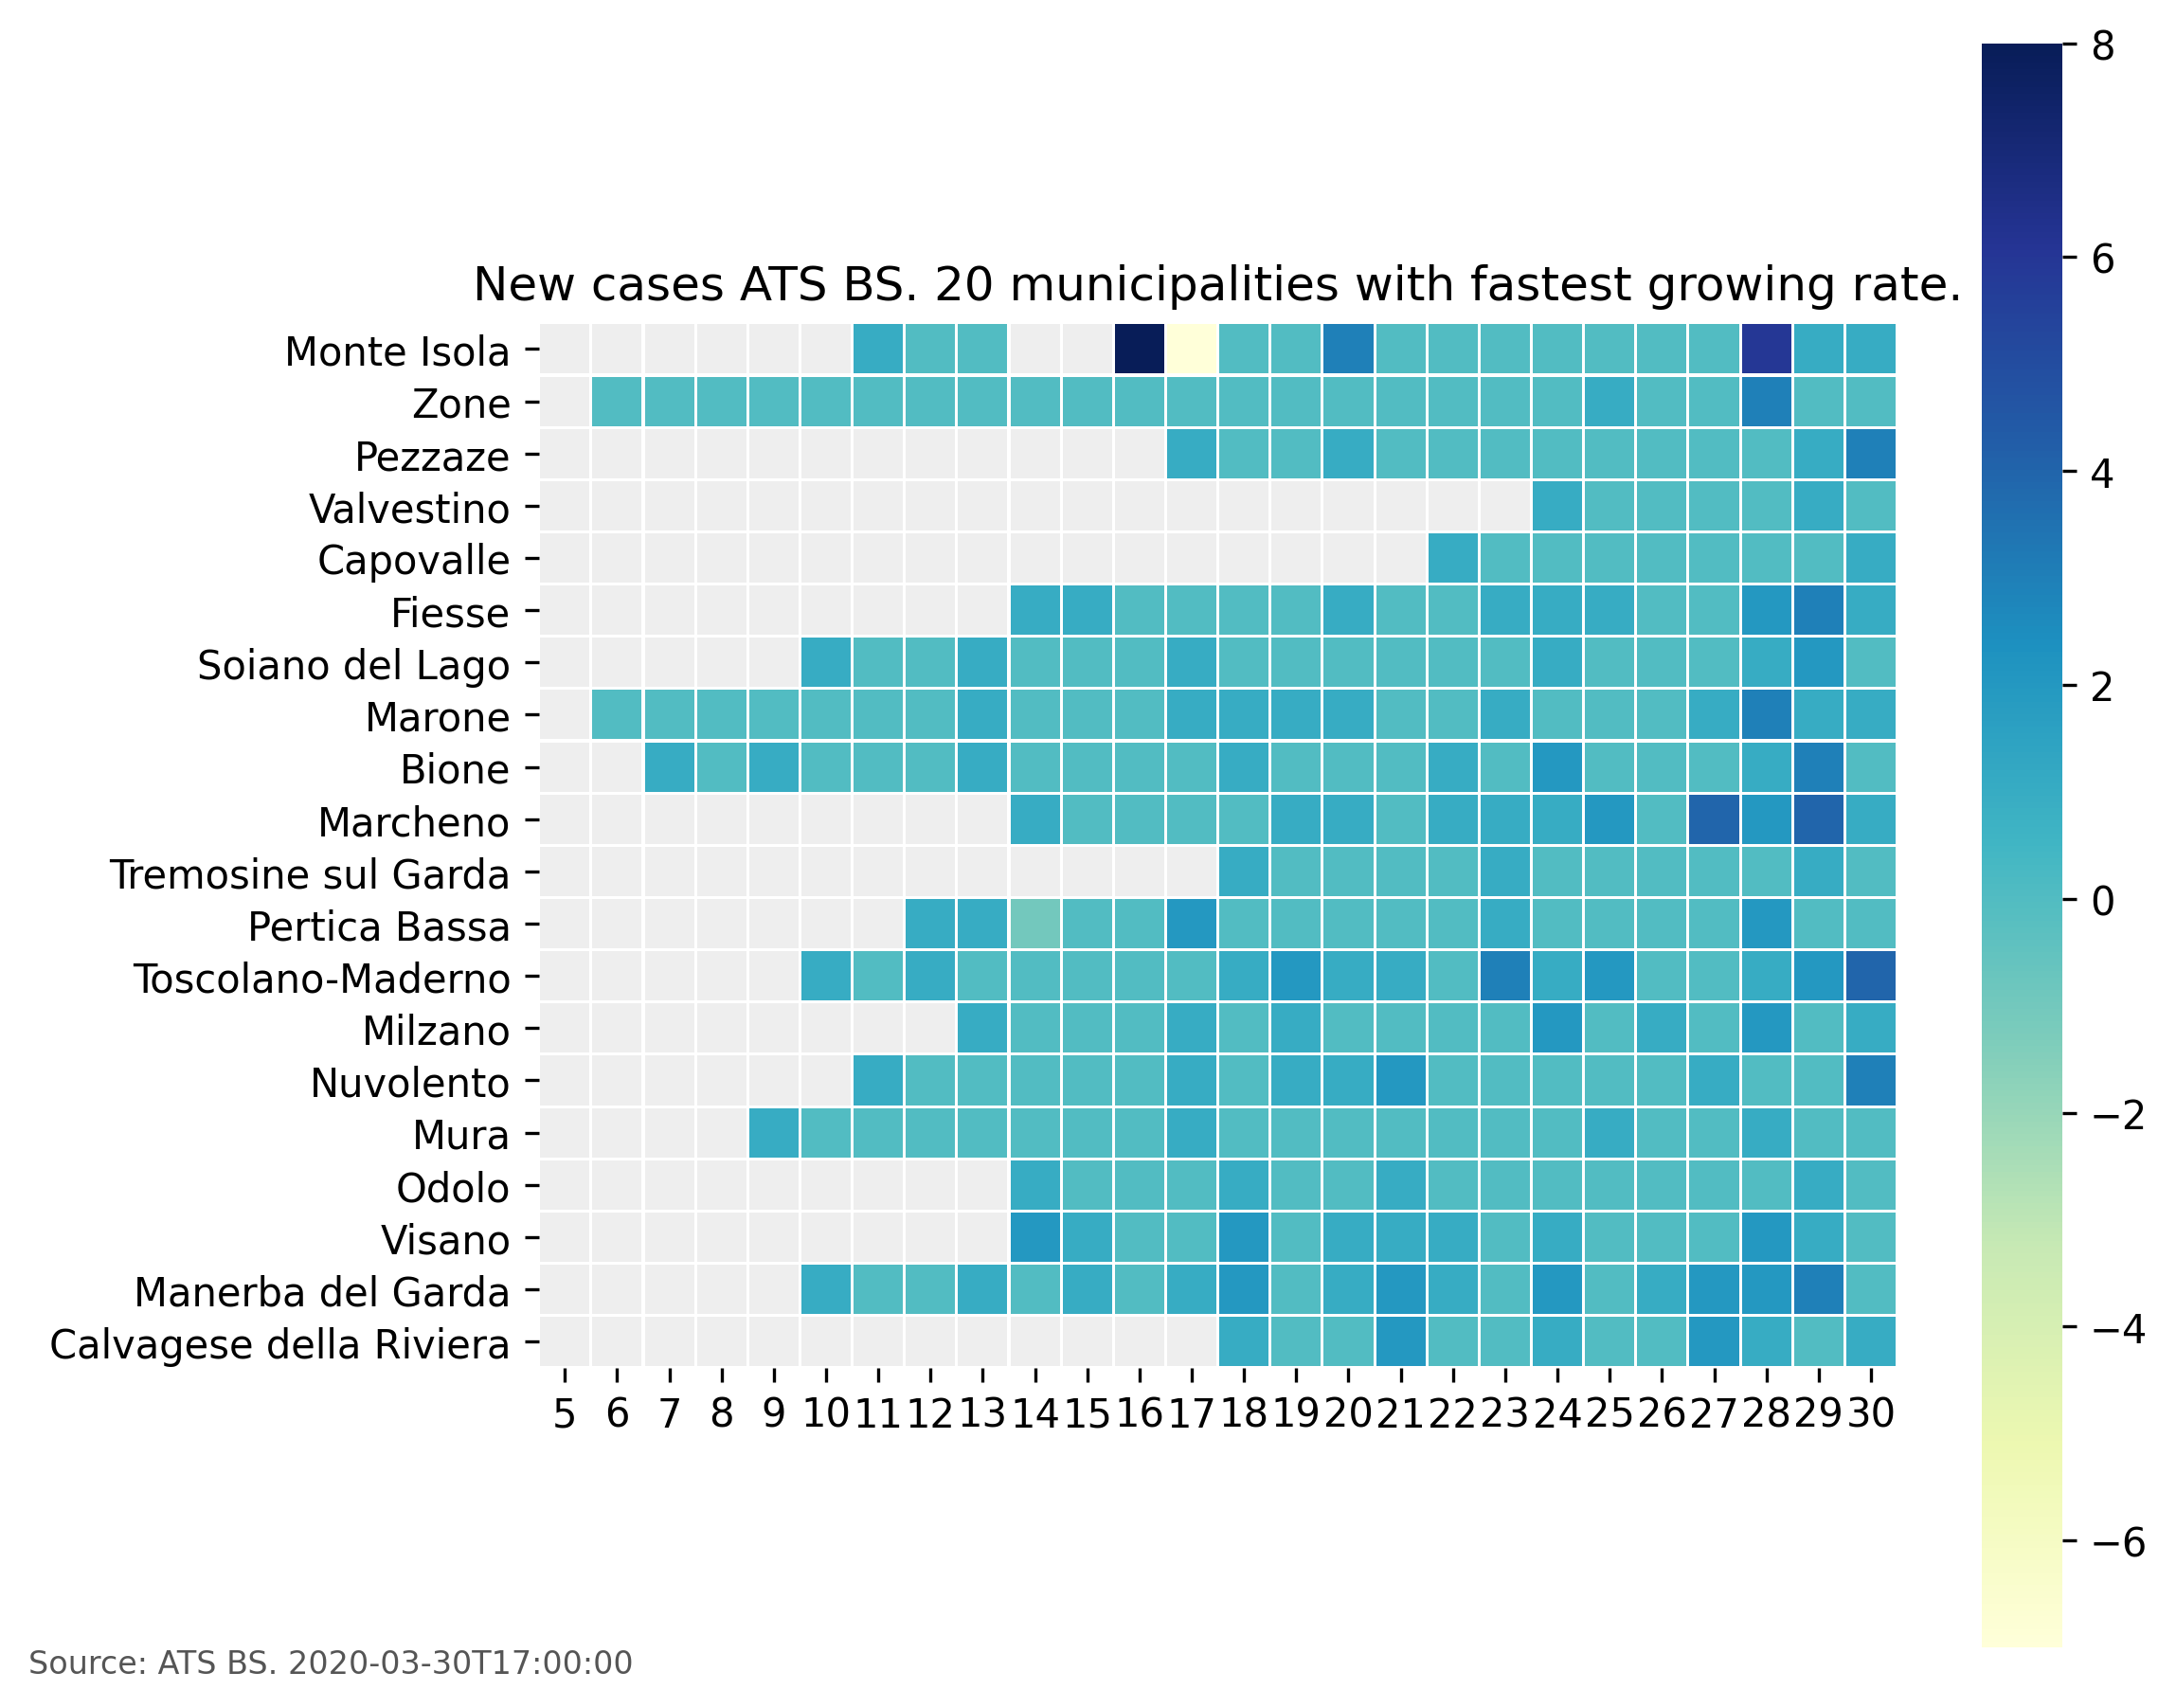 New cases ATS BS. 20 municipalities with fastest growing rate.
Monte Isola
Zone
Pezzaze
Valvestino
Capovalle
Fiesse
Soiano del Lago
Marone
Bione
Marcheno
Tremosine sul Garda
Pertica Bassa
Toscolano-Maderno
Milzano
Nuvolento
Mura
Odolo
Visano
Manerba del Garda
Calvagese della Riviera
5 6 7 8 9 10 11 12 13 14 15 16 17 18 19 20 21 22 23 24 25 26 27 28 29 30
8
6
4
2
0
−2
−4
−6
Source: ATS BS. 2020-03-30T17:00:00